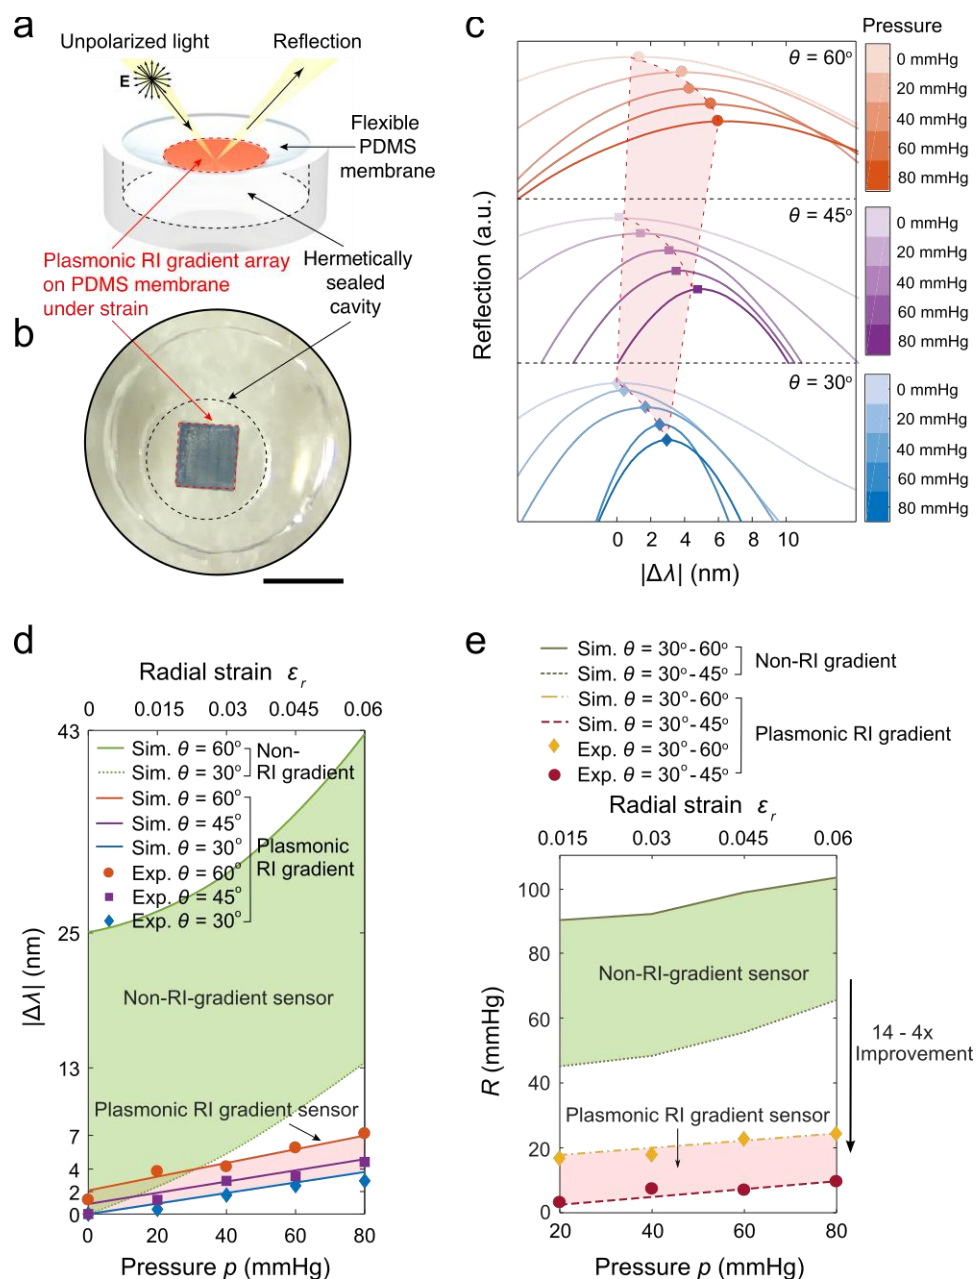 a
Unpolarized light
Reflection
E
Flexible
PDMS
membrane
Plasmonic RI gradient array
on PDMS membrane
under strain
Hermetically
sealed
cavity
b
c
Reflection (a.u.)
θ = 60°
θ = 45°
θ = 30°
0
2
4
6
8
10
|Δλ| (nm)
Pressure
0 mmHg
20 mmHg
40 mmHg
60 mmHg
80 mmHg
0 mmHg
20 mmHg
40 mmHg
60 mmHg
80 mmHg
0 mmHg
20 mmHg
40 mmHg
60 mmHg
80 mmHg
d
Radial strain εr
0
0.015
0.03
0.045
0.06
43
25
13
7
4
2
0
|Δλ| (nm)
Sim. θ = 60°
Sim. θ = 30°
Non-
RI gradient
Sim. θ = 60°
Sim. θ = 45°
Sim. θ = 30°
Exp. θ = 60°
Exp. θ = 45°
Exp. θ = 30°
Plasmonic
RI gradient
Non-RI-gradient sensor
Plasmonic RI gradient sensor
0
20
40
60
80
Pressure p (mmHg)
e
Sim. θ = 30°-60°
Sim. θ = 30°-45°
Non-RI gradient
Sim. θ = 30°-60°
Sim. θ = 30°-45°
Exp. θ = 30°-60°
Exp. θ = 30°-45°
Plasmonic RI gradient
Radial strain εr
0.015
0.03
0.045
0.06
100
80
60
40
20
0
R (mmHg)
Non-RI-gradient sensor
Plasmonic RI gradient sensor
14 - 4x
Improvement
20
40
60
80
Pressure p (mmHg)